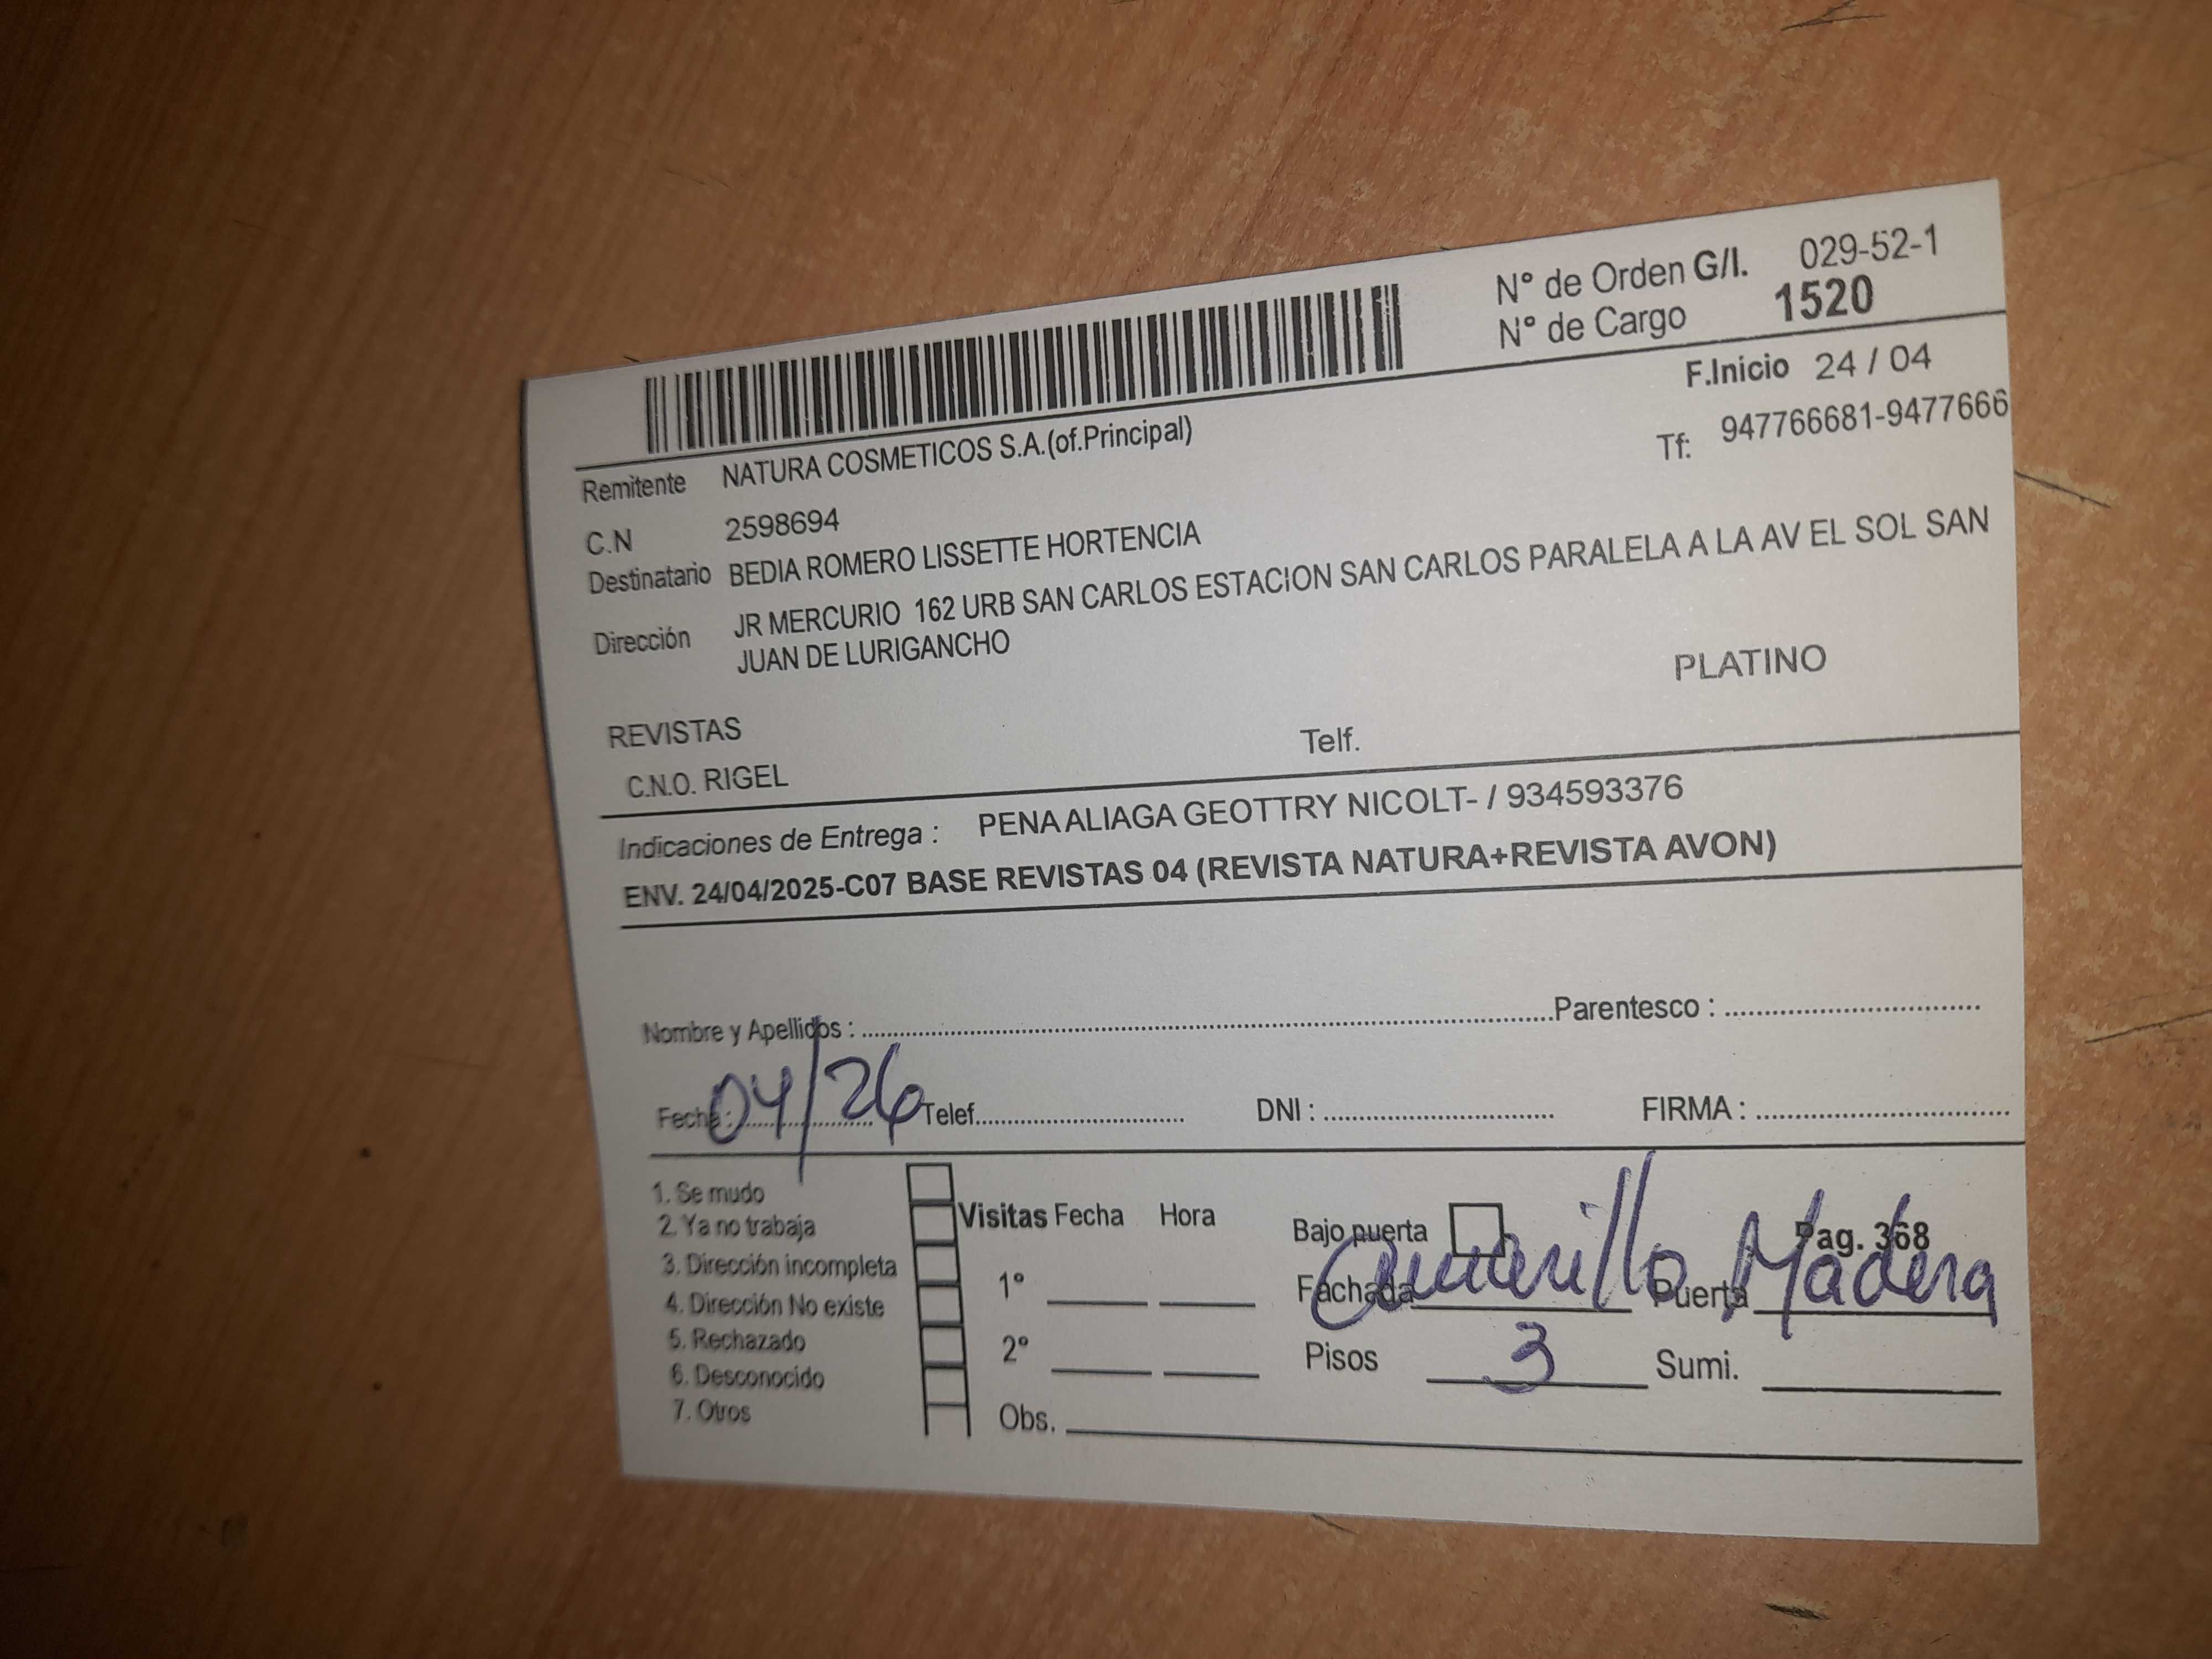 N° de Orden G/I. 029-52-1
N° de Cargo 1520
F.Inicio 24 / 04
Remitente NATURA COSMETICOS S.A.(of.Principal) Tf: 947766681-9477666
C.N 2598694
Destinatario BEDIA ROMERO LISSETTE HORTENCIA
Dirección JR MERCURIO 162 URB SAN CARLOS ESTACION SAN CARLOS PARALELA A LA AV EL SOL SAN
JUAN DE LURIGANCHO
PLATINO
REVISTAS
C.N.O. RIGEL Telf.
Indicaciones de Entrega : PENA ALIAGA GEOTTRY NICOLT- / 934593376
ENV. 24/04/2025-C07 BASE REVISTAS 04 (REVISTA NATURA+REVISTA AVON)
Nombre y Apellidos : Parentesco :
Fecha : 04/26 Telef. DNI : FIRMA :
1. Se mudo
2. Ya no trabaja
3. Dirección incompleta
4. Dirección No existe
5. Rechazado
6. Desconocido
7. Otros
Visitas Fecha Hora
1°
2°
Obs.
Bajo puerta Pag. 368
Fachada Amarillo Puerta Madera
Pisos 3 Sumi.